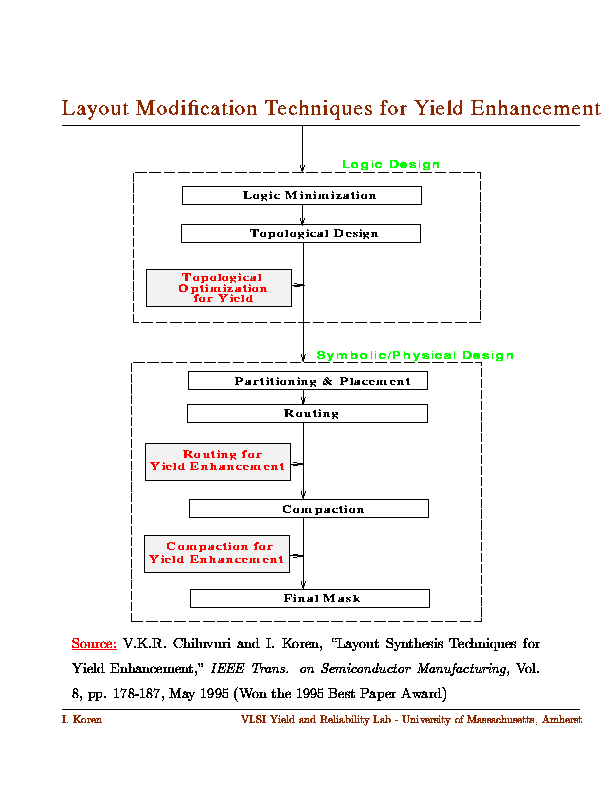 Layout Modification Techniques for Yield Enhancement
Logic Design
Logic Minimization
Topological Design
Topological
Optimization
for Yield
Symbolic/Physical Design
Partitioning & Placement
Routing
Routing for
Yield Enhancement
Compaction
Compaction for
Yield Enhancement
Final Mask
Source: V.K.R. Chiluvuri and I. Koren, “Layout Synthesis Techniques for
Yield Enhancement,” IEEE Trans. on Semiconductor Manufacturing, Vol.
8, pp. 178-187, May 1995 (Won the 1995 Best Paper Award)
I. Koren VLSI Yield and Reliability Lab - University of Massachusetts, Amherst